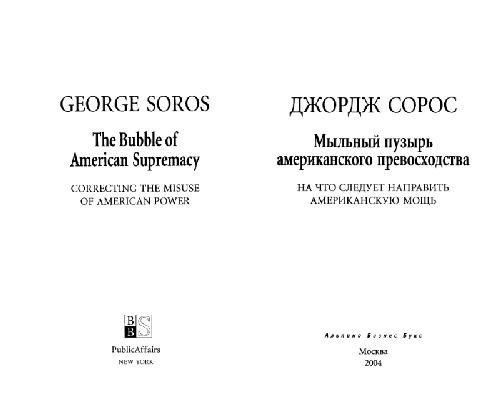 GEORGE SOROS
The Bubble of
American Supremacy
CORRECTING THE MISUSE
OF AMERICAN POWER
B
B S
PublicAffairs
NEW YORK
ДЖОРДЖ СОРОС
Мыльный пузырь
американского превосходства
НА ЧТО СЛЕДУЕТ НАПРАВИТЬ
АМЕРИКАНСКУЮ МОЩЬ
Альпина Бизнес Букс
Москва
2004